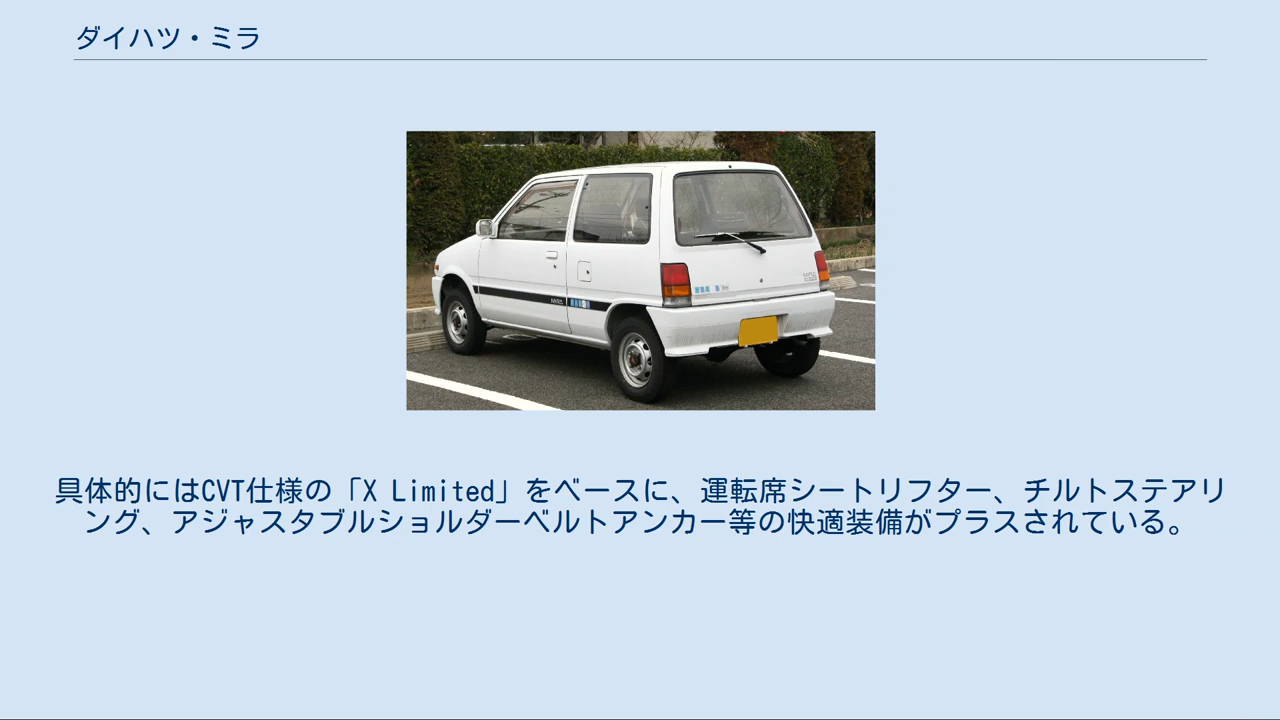 ダイハツ・ミラ
具体的にはCVT仕様の「X Limited」をベースに、運転席シートリフター、チルトステアリ
ング、アジャスタブルショルダーベルトアンカー等の快適装備がプラスされている。